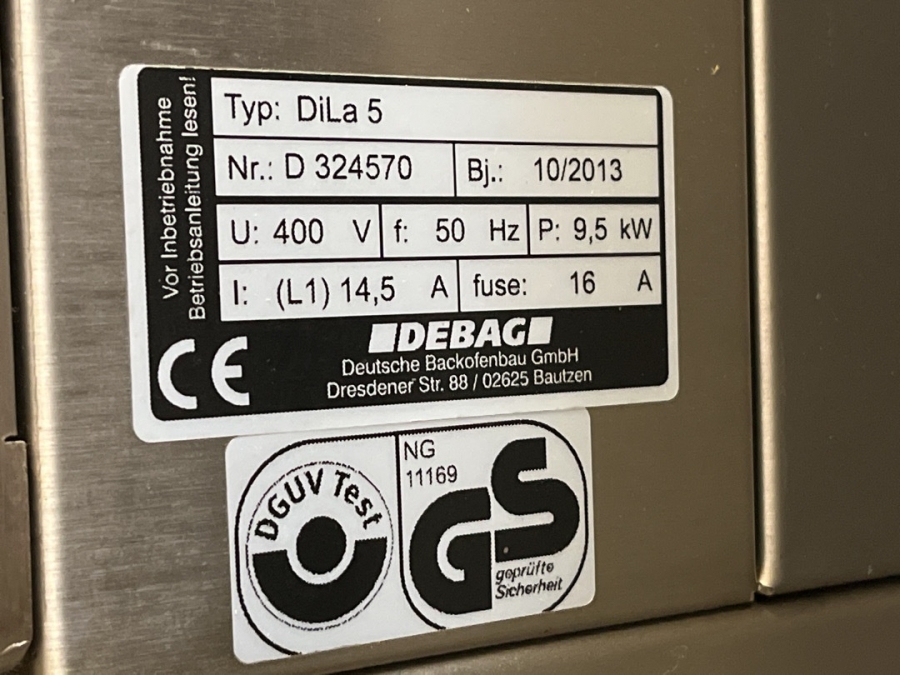 Vor Inbetriebnahme
Betriebsanleitung lesen!
Typ: DiLa 5
Nr.: D 324570 Bj.: 10/2013
U: 400 V f: 50 Hz P: 9,5 kW
I: (L1) 14,5 A fuse: 16 A
DEBAG
Deutsche Backofenbau GmbH
Dresdener Str. 88 / 02625 Bautzen
CE
DGUV Test
NG
11169
GS
geprüfte
Sicherheit